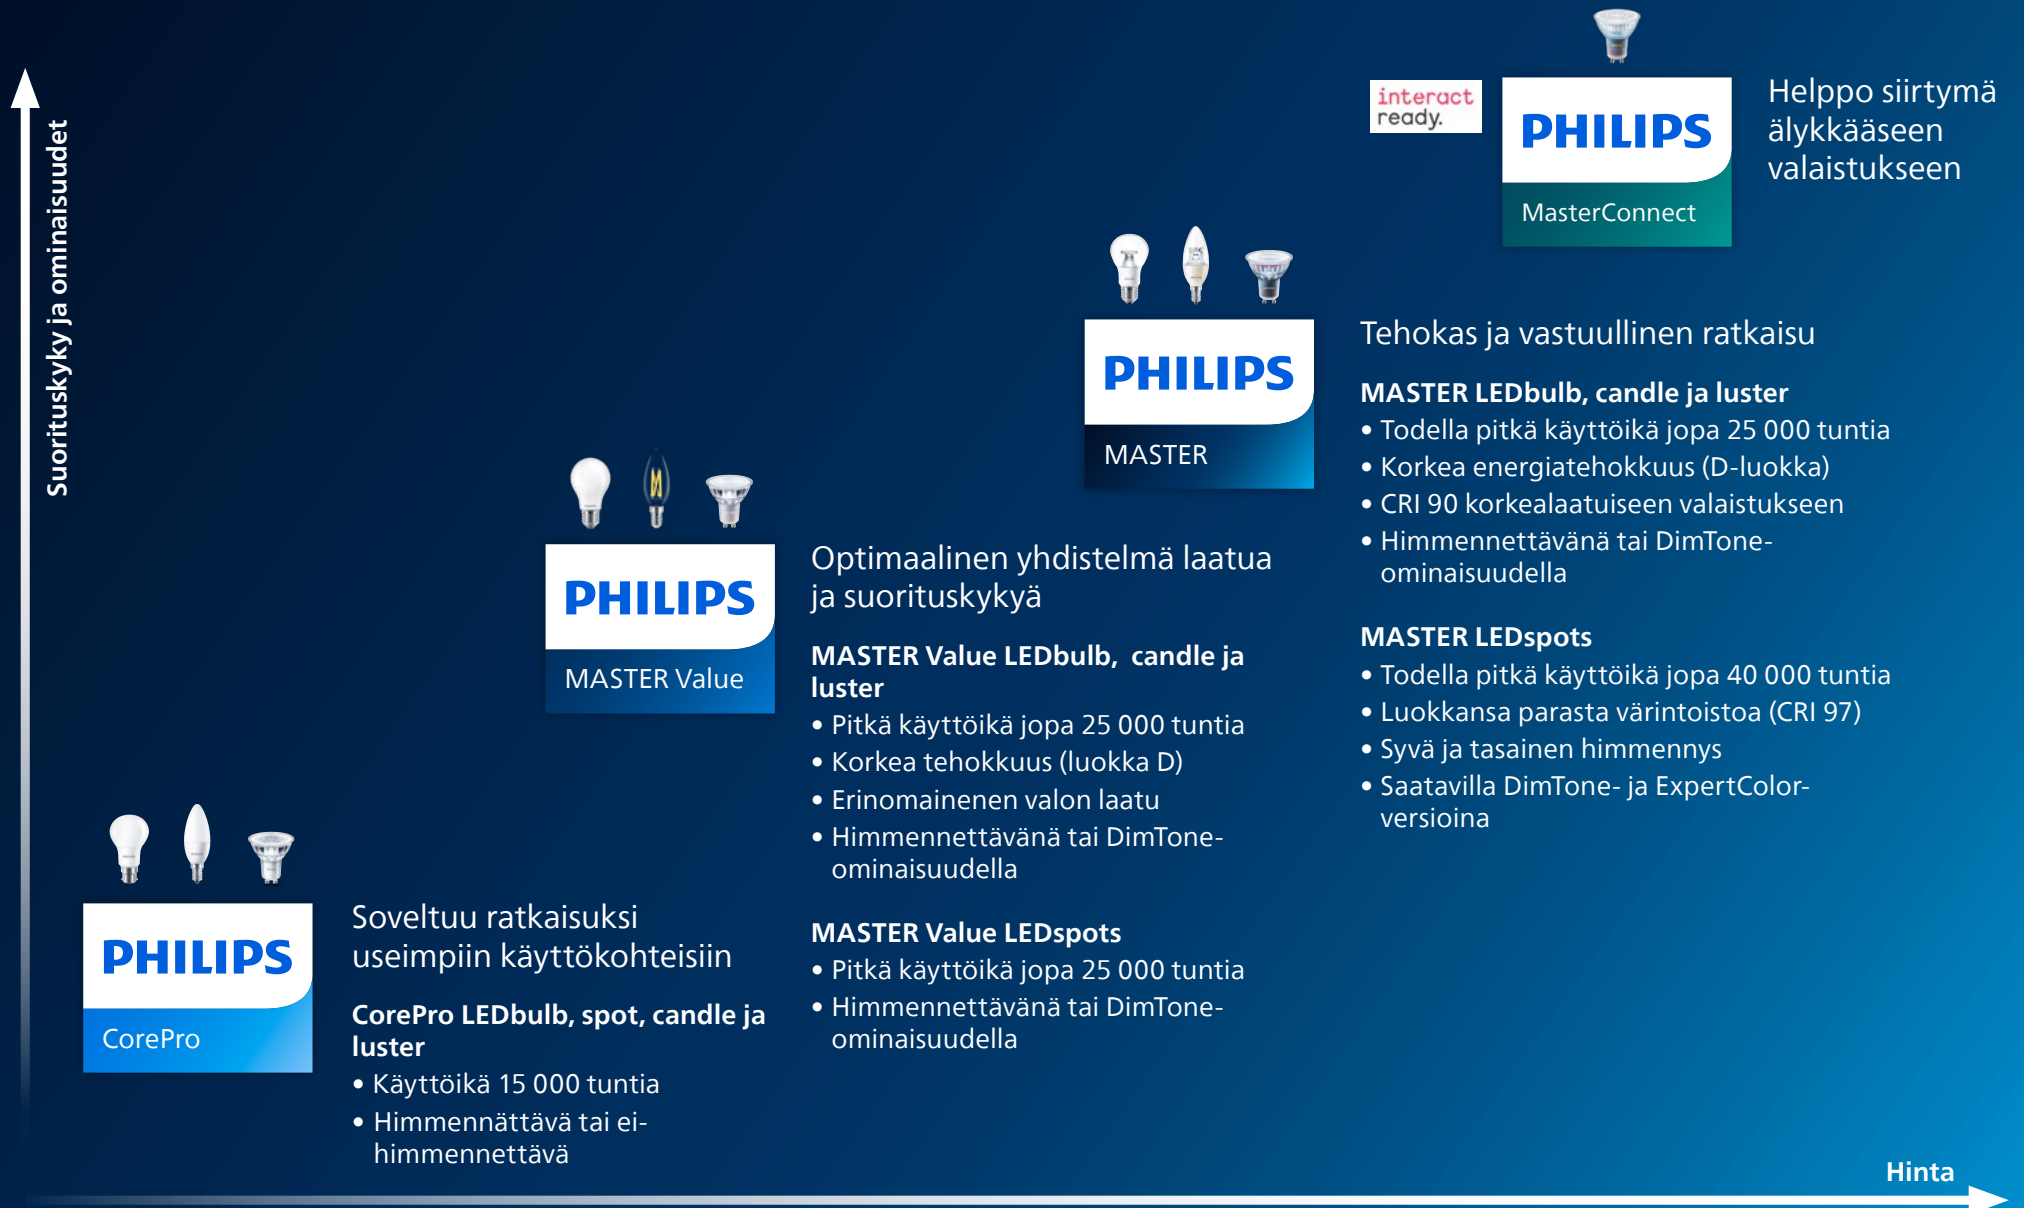 Suorituskyky ja ominaisuudet
interact
ready.
PHILIPS
MasterConnect
Helppo siirtymä
älykkääseen
valaistukseen
PHILIPS
MASTER
Tehokas ja vastuullinen ratkaisu
MASTER LEDbulb, candle ja luster
• Todella pitkä käyttöikä jopa 25 000 tuntia
• Korkea energiatehokkuus (D-luokka)
• CRI 90 korkealaatuiseen valaistukseen
• Himmennettävänä tai DimTone-
ominaisuudella
MASTER LEDspots
• Todella pitkä käyttöikä jopa 40 000 tuntia
• Luokkansa parasta värintoistoa (CRI 97)
• Syvä ja tasainen himmennys
• Saatavilla DimTone- ja ExpertColor-
versioina
PHILIPS
MASTER Value
Optimaalinen yhdistelmä laatua
ja suorituskykyä
MASTER Value LEDbulb, candle ja
luster
• Pitkä käyttöikä jopa 25 000 tuntia
• Korkea tehokkuus (luokka D)
• Erinomainenen valon laatu
• Himmennettävänä tai DimTone-
ominaisuudella
MASTER Value LEDspots
• Pitkä käyttöikä jopa 25 000 tuntia
• Himmennettävänä tai DimTone-
ominaisuudella
PHILIPS
CorePro
Soveltuu ratkaisuksi
useimpiin käyttökohteisiin
CorePro LEDbulb, spot, candle ja
luster
• Käyttöikä 15 000 tuntia
• Himmennättävä tai ei-
himmennettävä
Hinta